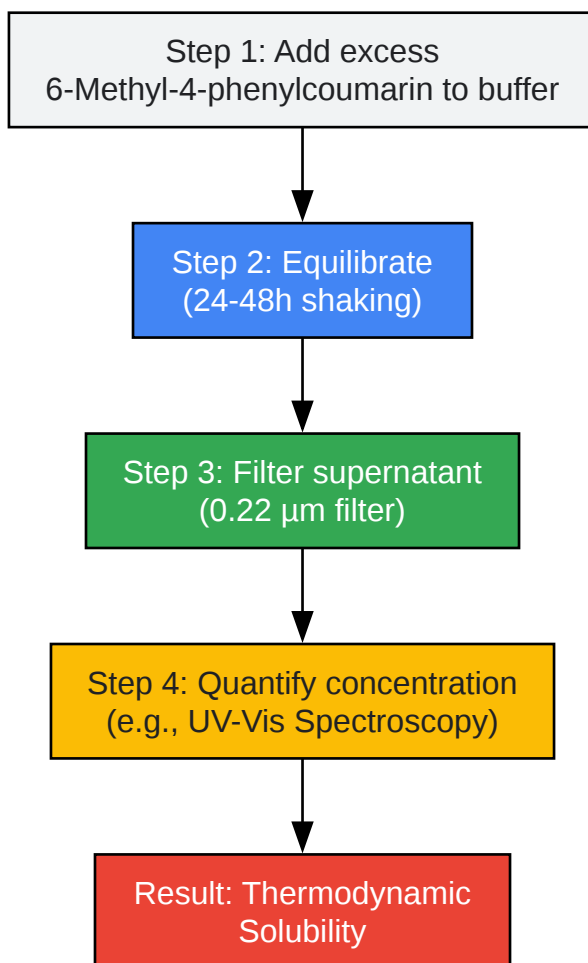 Step 1: Add excess
6-Methyl-4-phenylcoumarin to buffer
Step 2: Equilibrate
(24-48h shaking)
Step 3: Filter supernatant
(0.22 µm filter)
Step 4: Quantify concentration
(e.g., UV-Vis Spectroscopy)
Result: Thermodynamic
Solubility